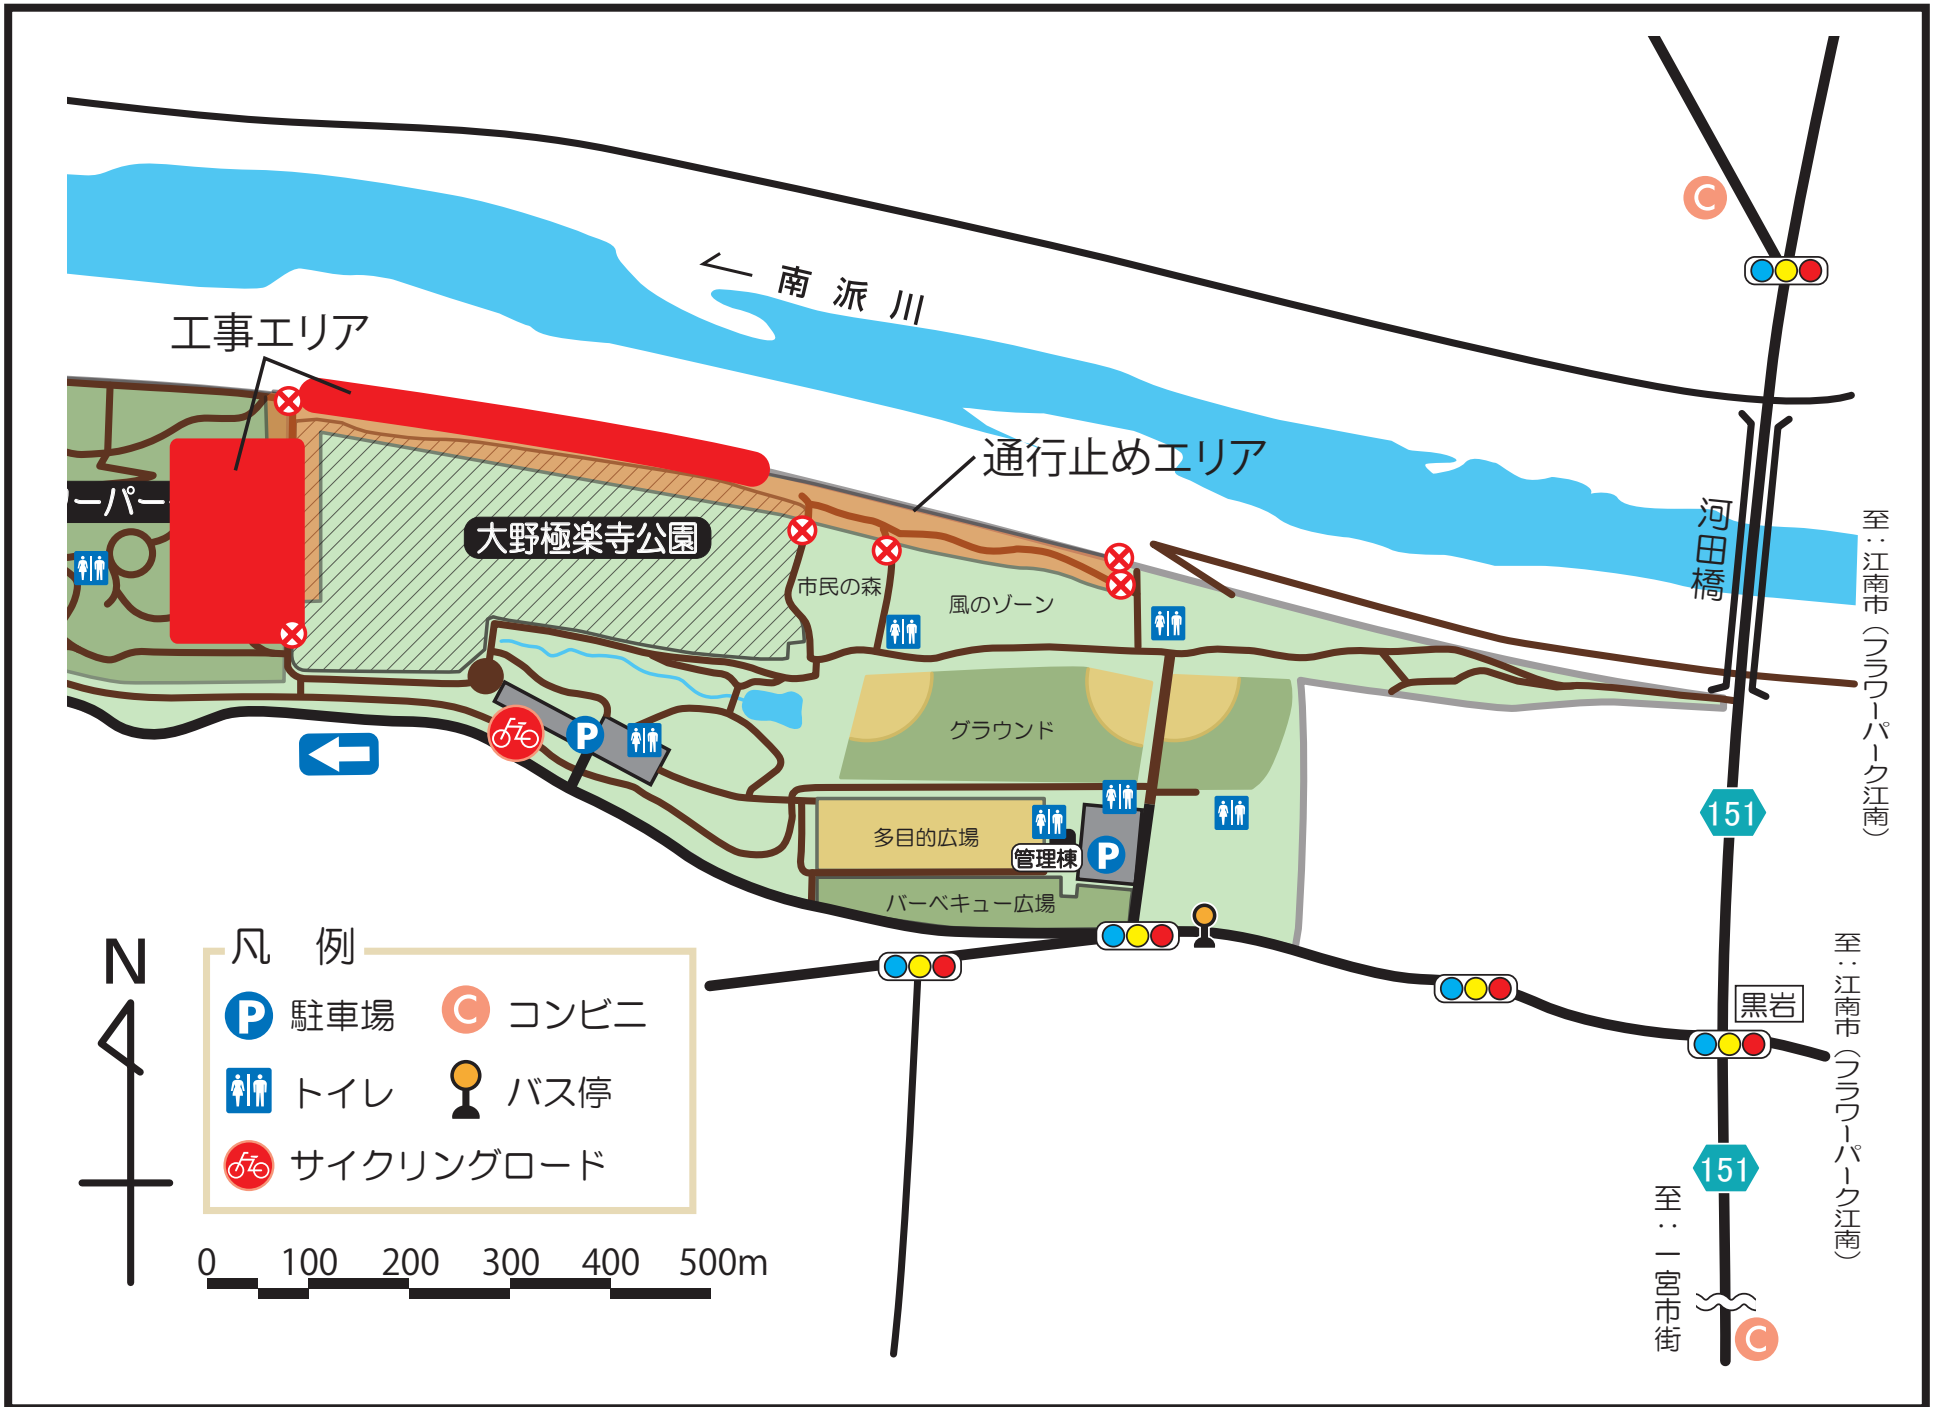 南派川
工事エリア
通行止めエリア
ワーパー
大野極楽寺公園
市民の森
風のゾーン
河田橋
至：江南市（フラワーパーク江南）
グラウンド
P
151
多目的広場
管理棟
P
バーベキュー広場
C
N
凡例
P 駐車場
C コンビニ
トイレ
バス停
サイクリングロード
黒岩
至：江南市（フラワーパーク江南）
151
至：一宮市街
C
0 100 200 300 400 500m